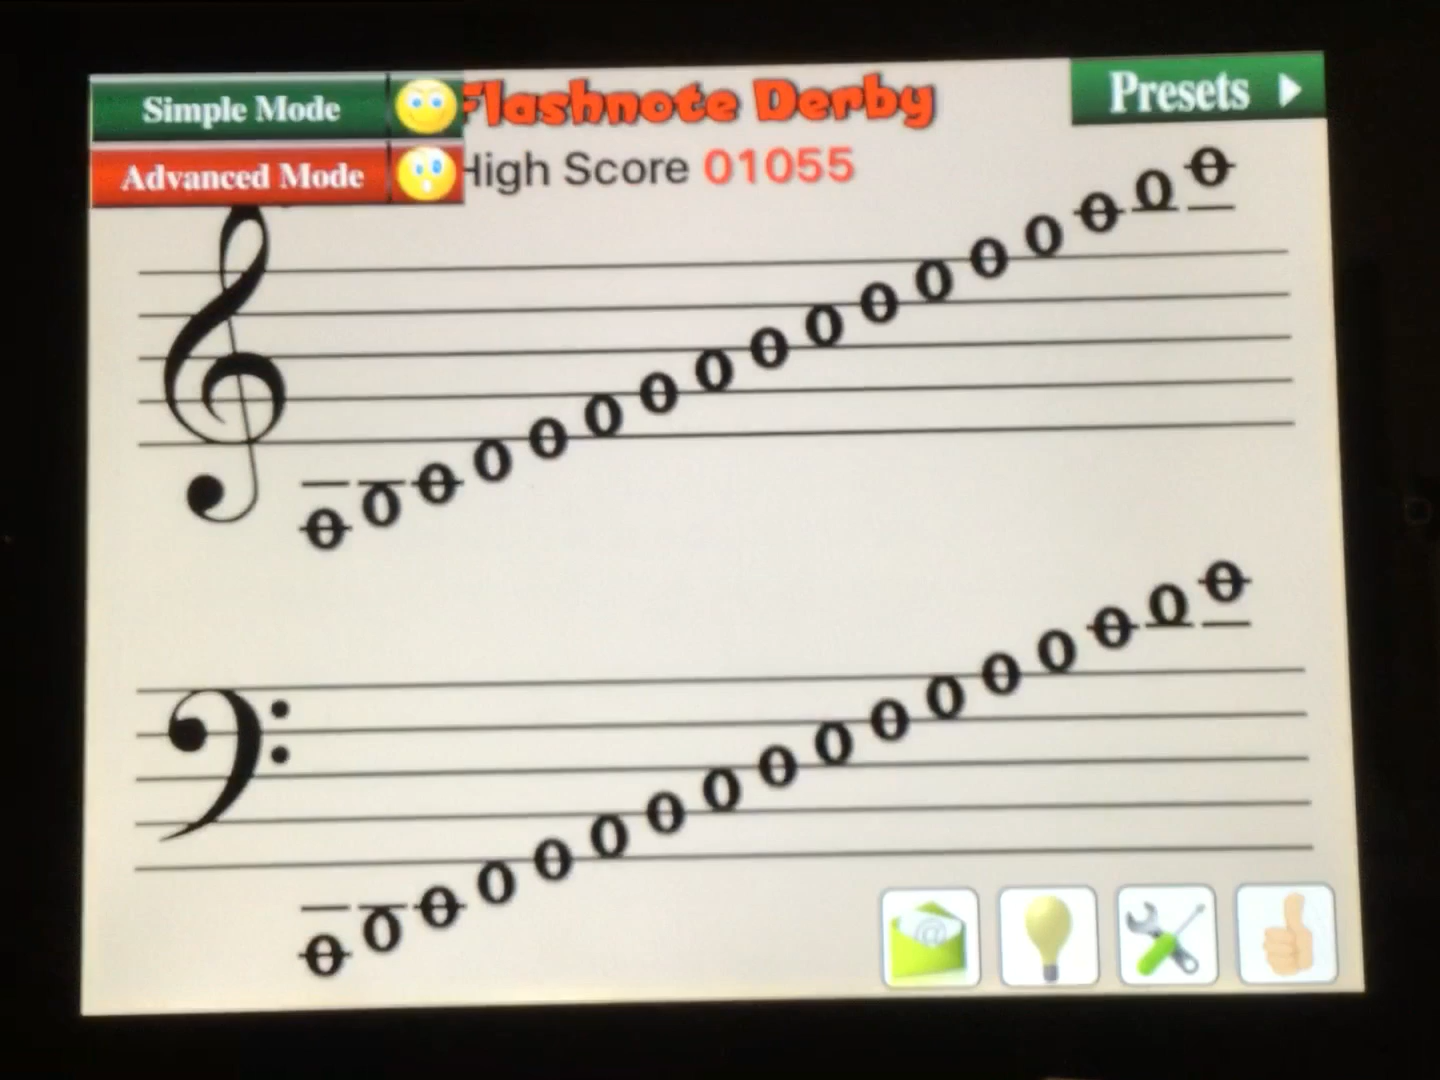 Simple Mode
Flashnote Derby
Presets
Advanced Mode
High Score 01055
@